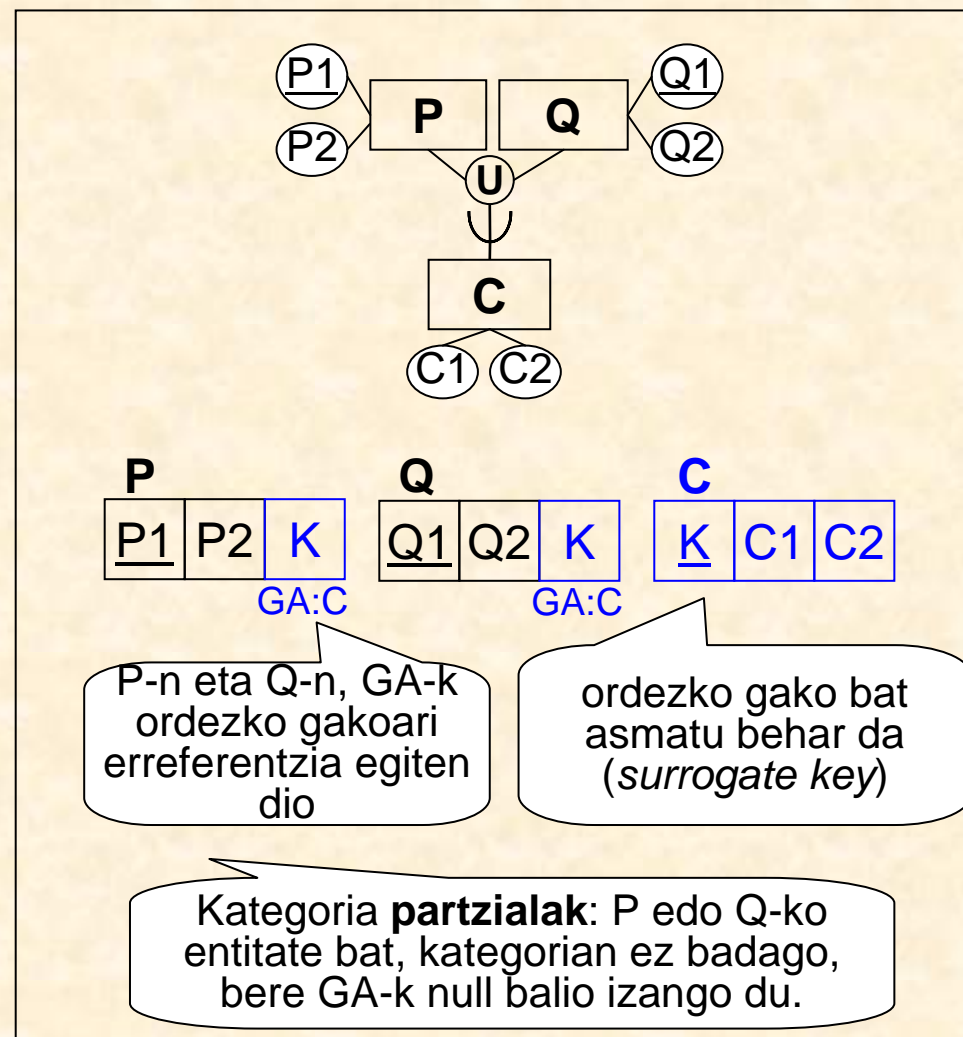 P1 Q1
P Q
P2 Q2
U
C
C1 C2
P Q C
P1 P2 K Q1 Q2 K K C1 C2
GA:C GA:C
P-n eta Q-n, GA-k
ordezko gakoari
erreferentzia egiten
dio
ordezko gako bat
asmatu behar da
(surrogate key)
Kategoria partzialak: P edo Q-ko
entitate bat, kategorian ez badago,
bere GA-k null balio izango du.